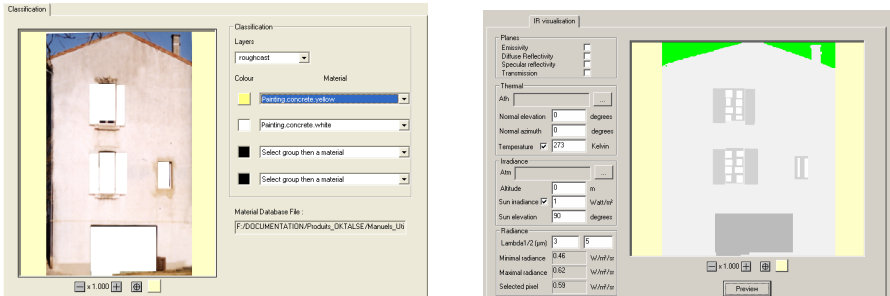 Classification
Classification
Layers
roughcast
Colour Material
Painting.concrete.yellow
Painting.concrete.white
Select group then a material
Select group then a material
Material Database File :
F:/DOCUMENTATION/Produits_OKTALSE/Manuels_Uti
x 1.000
IR visualisation
Planes
Emissivity
Diffuse Reflectivity
Specular reflectivity
Transmission
Thermal
Ath ...
Normal elevation 0 degrees
Normal azimuth 0 degrees
Temperature 273 Kelvin
Irradiance
Atm ...
Altitude 0 m
Sun irradiance 1 Watt/m²
Sun elevation 90 degrees
Radiance
Lambda1/2 (µm) 3 5
Minimal radiance 0.46 W/m²/sr
Maximal radiance 0.62 W/m²/sr
Selected pixel 0.59 W/m²/sr
x 1.000
Preview